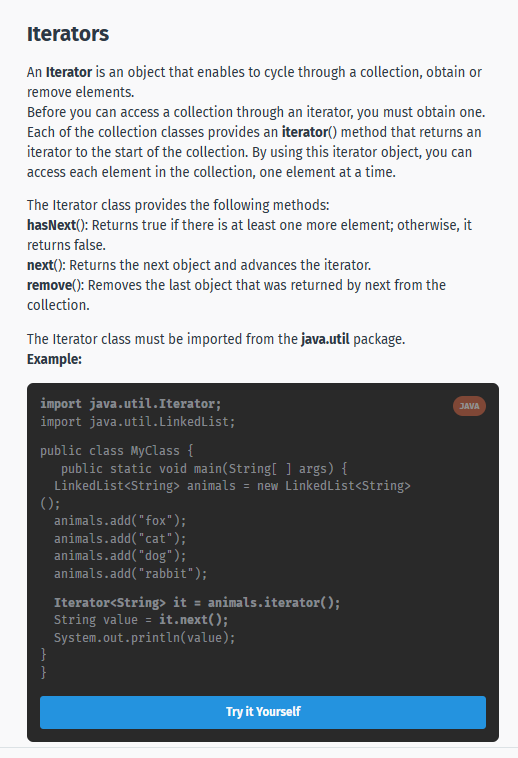 Iterators
An Iterator is an object that enables to cycle through a collection, obtain or
remove elements.
Before you can access a collection through an iterator, you must obtain one.
Each of the collection classes provides an iterator() method that returns an
iterator to the start of the collection. By using this iterator object, you can
access each element in the collection, one element at a time.
The Iterator class provides the following methods:
hasNext(): Returns true if there is at least one more element; otherwise, it
returns false.
next(): Returns the next object and advances the iterator.
remove(): Removes the last object that was returned by next from the
collection.
The Iterator class must be imported from the java.util package.
Example:
JAVA
import java.util.Iterator;
import java.util.LinkedList;
public class MyClass {
public static void main(String[ ] args) {
LinkedList<String> animals = new LinkedList<String>
();
animals.add("fox");
animals.add("cat");
animals.add("dog");
animals.add("rabbit");
Iterator<String> it = animals.iterator();
String value = it.next();
System.out.println(value);
}
}
Try it Yourself